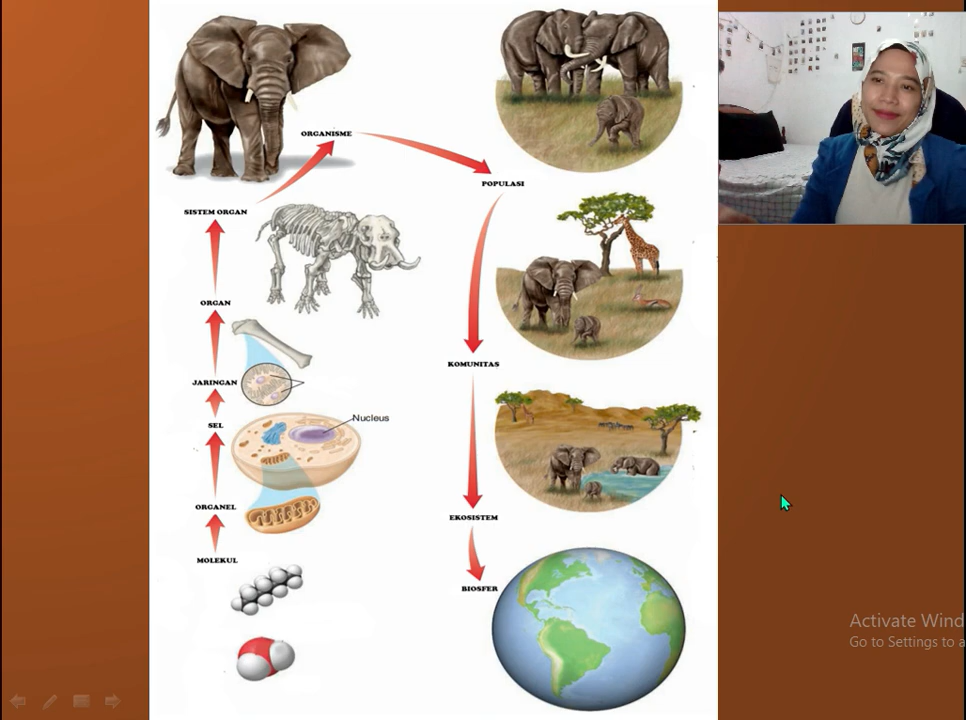 ORGANISME
POPULASI
SISTEM ORGAN
ORGAN
KOMUNITAS
JARINGAN
SEL
Nucleus
ORGANEL
EKOSISTEM
MOLEKUL
BIOSFER
Activate Wind
Go to Settings to a